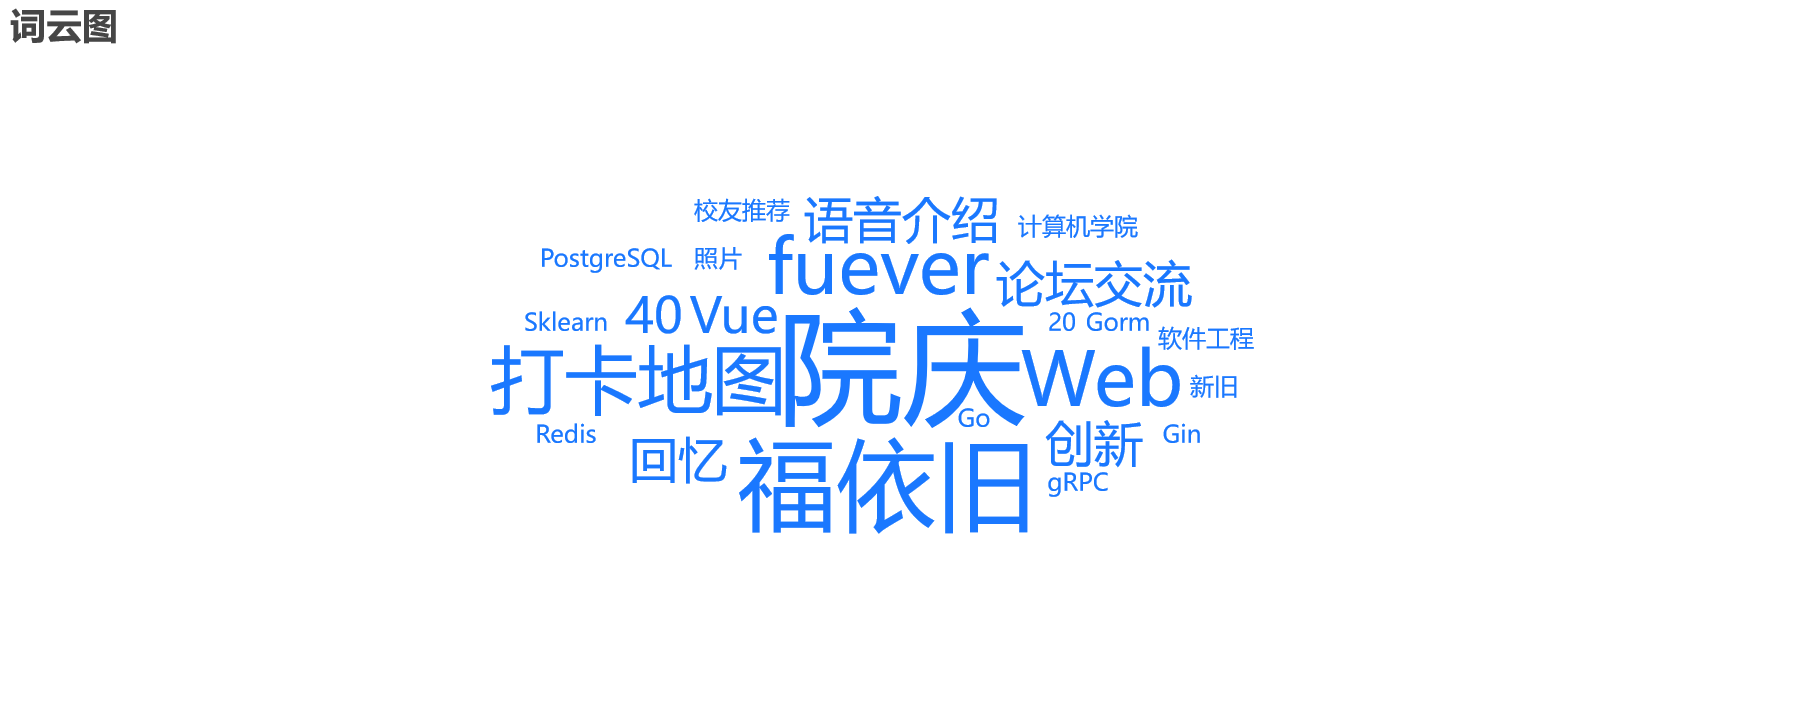 词云图
校友推荐
语音介绍
计算机学院
PostgreSQL
照片
fuever
论坛交流
Sklearn
40
Vue
20
Gorm
软件工程
打卡地图
院庆
Web
新旧
Go
Redis
回忆
福依旧
创新
Gin
gRPC